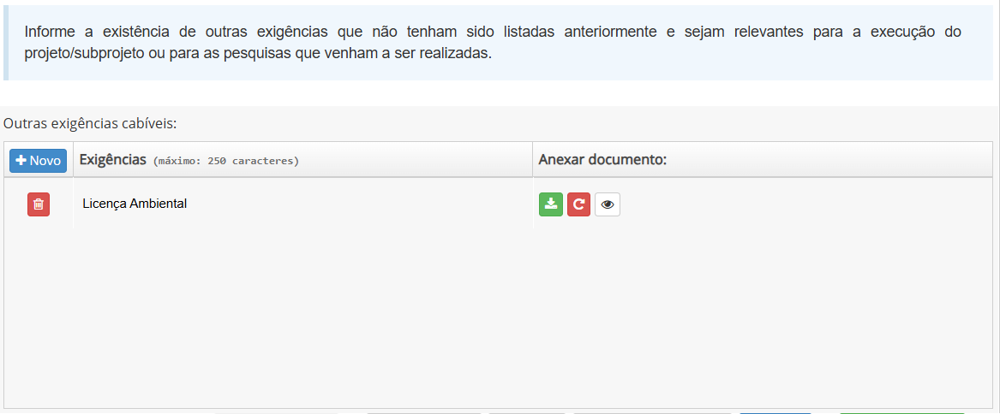 Informe a existência de outras exigências que não tenham sido listadas anteriormente e sejam relevantes para a execução do
projeto/subprojeto ou para as pesquisas que venham a ser realizadas.
Outras exigências cabíveis:
Novo Exigências (máximo: 250 caracteres) Anexar documento:
Licença Ambiental